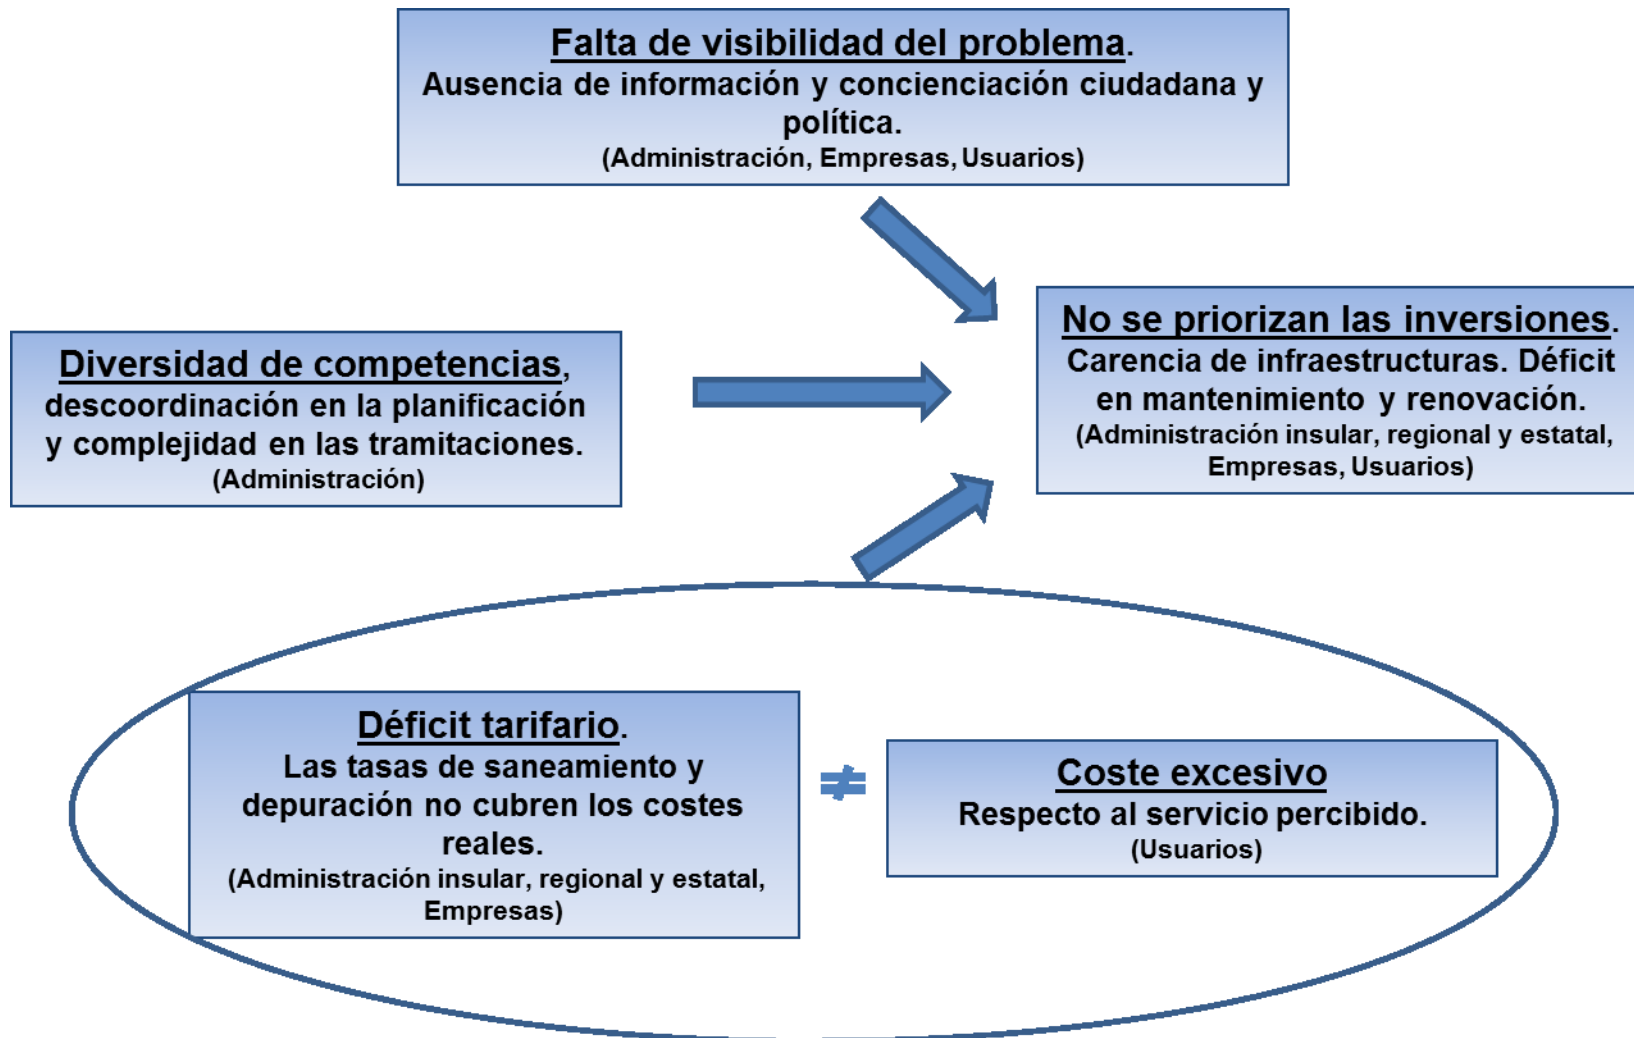 Falta de visibilidad del problema.
Ausencia de información y concienciación ciudadana y
política.
(Administración, Empresas, Usuarios)
Diversidad de competencias,
descoordinación en la planificación
y complejidad en las tramitaciones.
(Administración)
No se priorizan las inversiones.
Carencia de infraestructuras. Déficit
en mantenimiento y renovación.
(Administración insular, regional y estatal,
Empresas, Usuarios)
Déficit tarifario.
Las tasas de saneamiento y
depuración no cubren los costes
reales.
(Administración insular, regional y estatal,
Empresas)
≠
Coste excesivo
Respecto al servicio percibido.
(Usuarios)